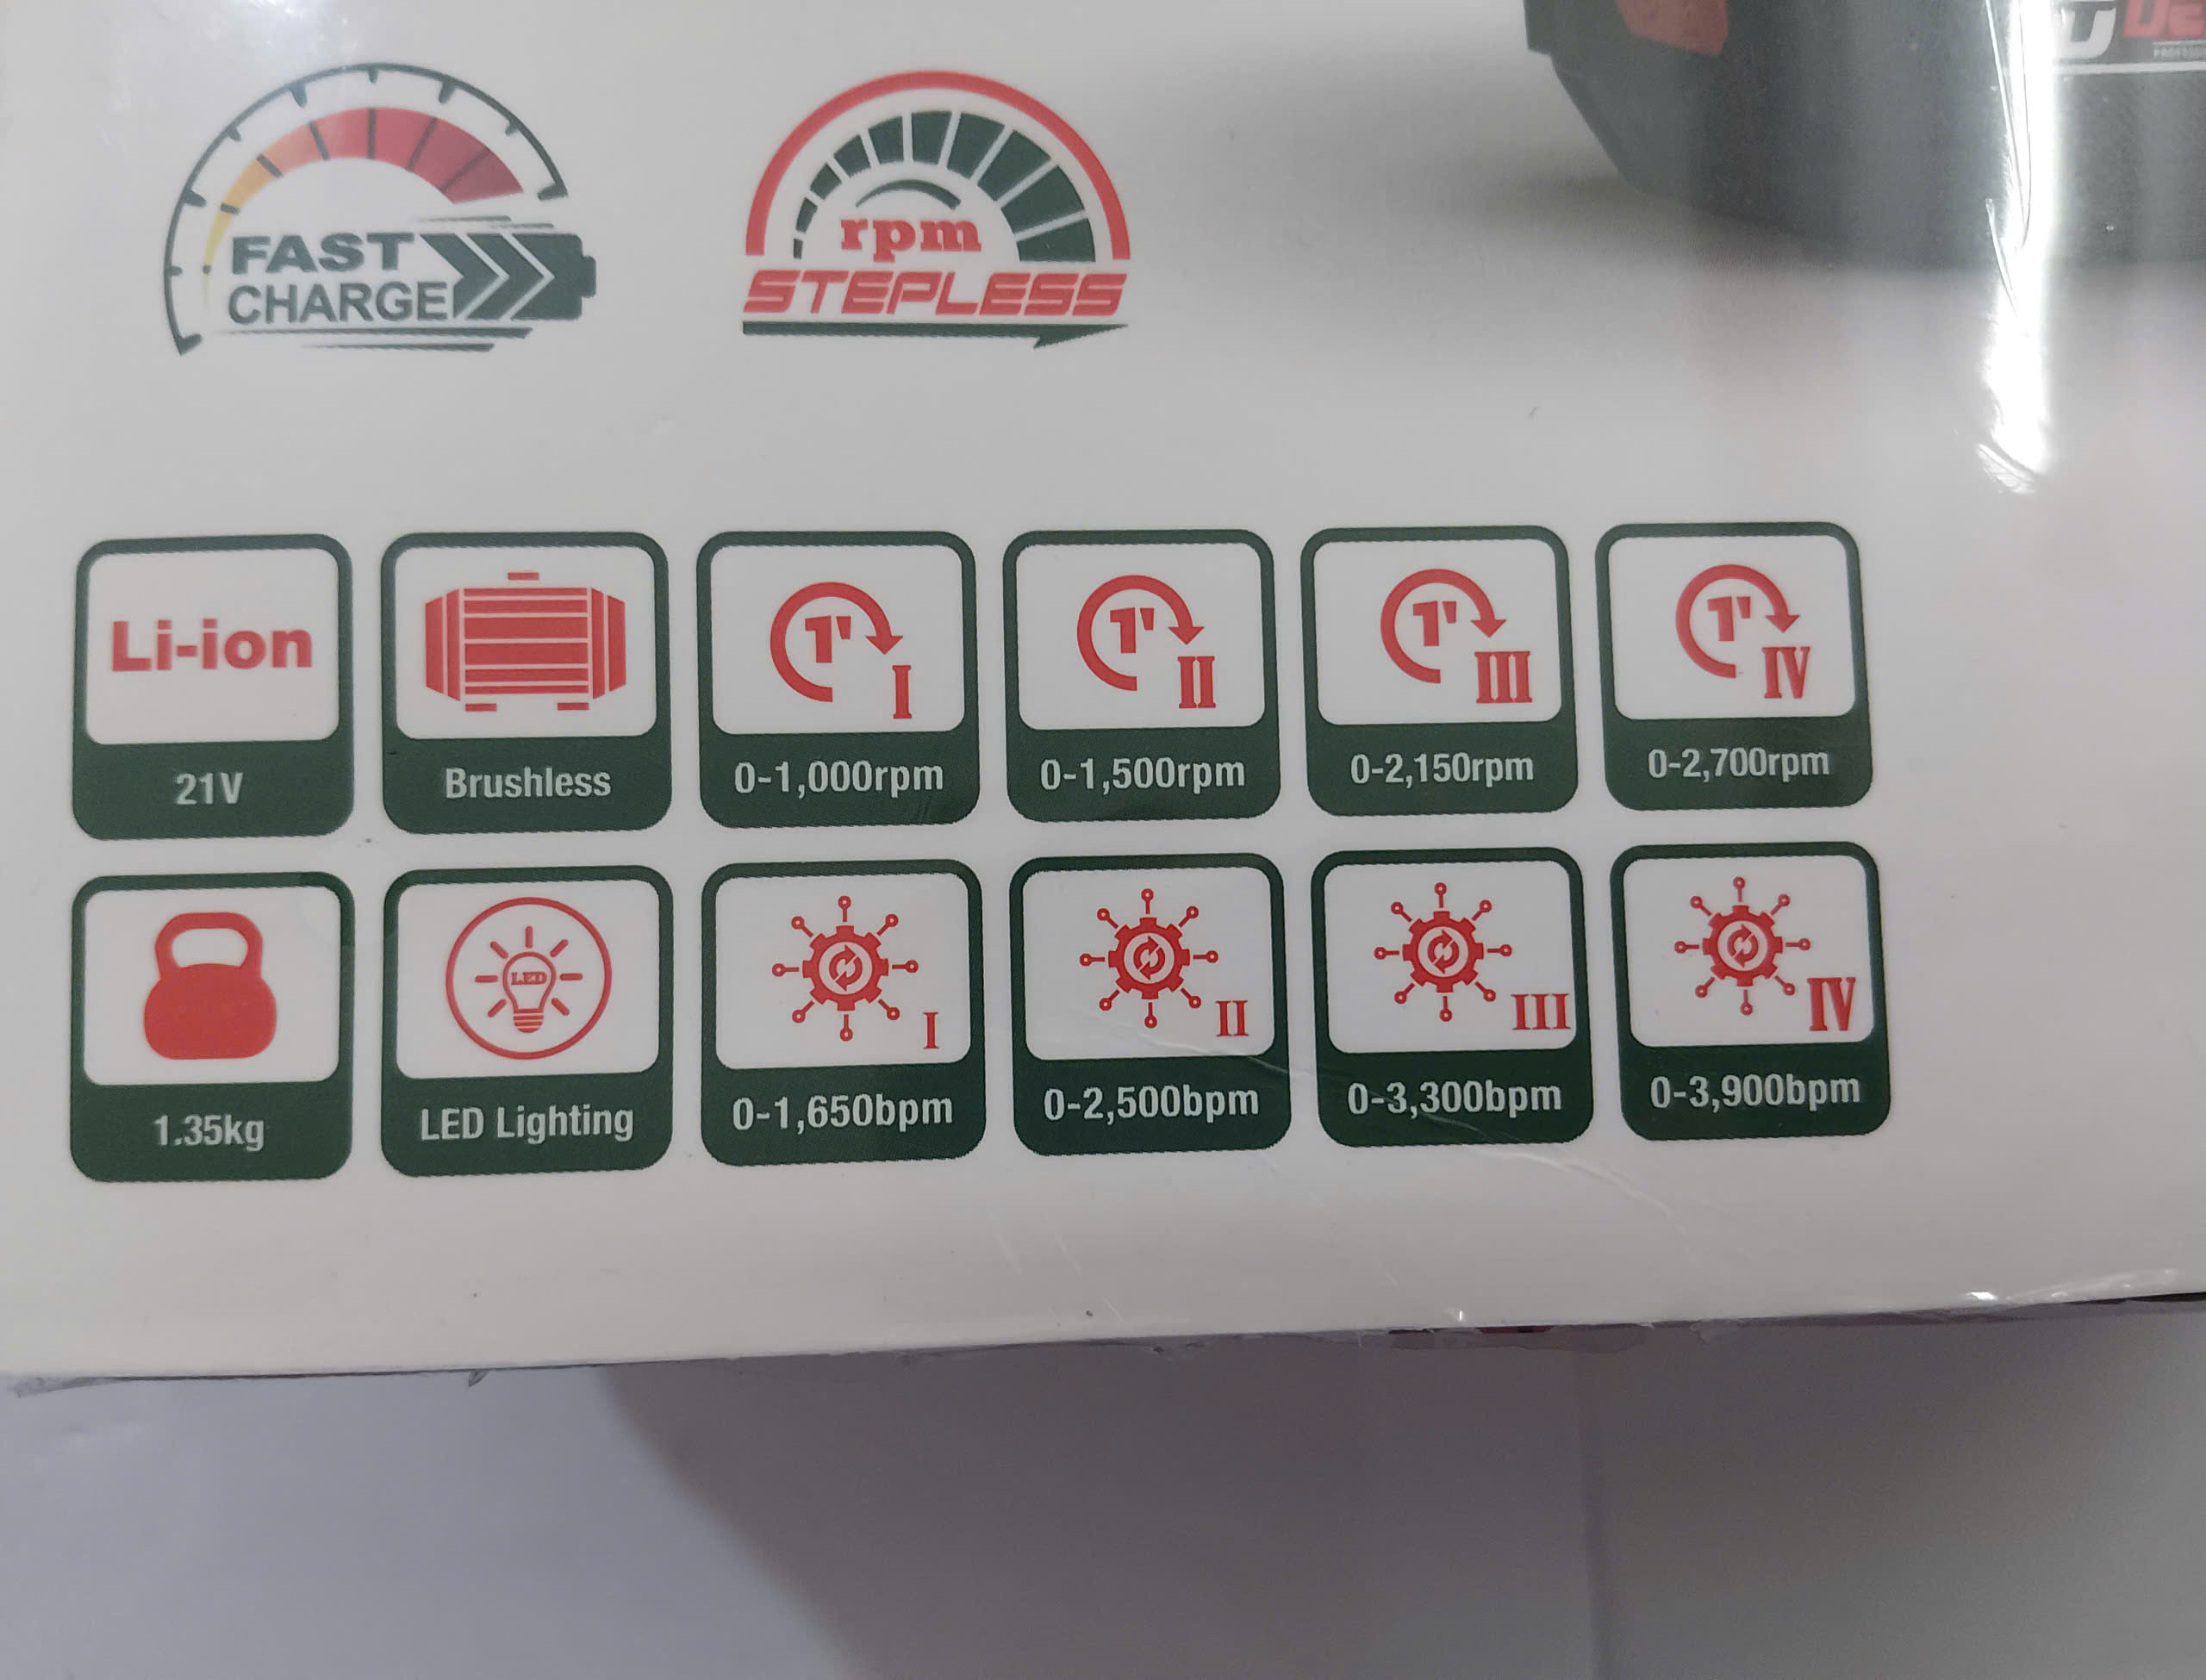 FAST
CHARGE
rpm
STEPLESS
Li-ion
21V
Brushless
1' I
0-1,000rpm
1' II
0-1,500rpm
1' III
0-2,150rpm
1' IV
0-2,700rpm
1.35kg
LED
LED Lighting
I
0-1,650bpm
II
0-2,500bpm
III
0-3,300bpm
IV
0-3,900bpm